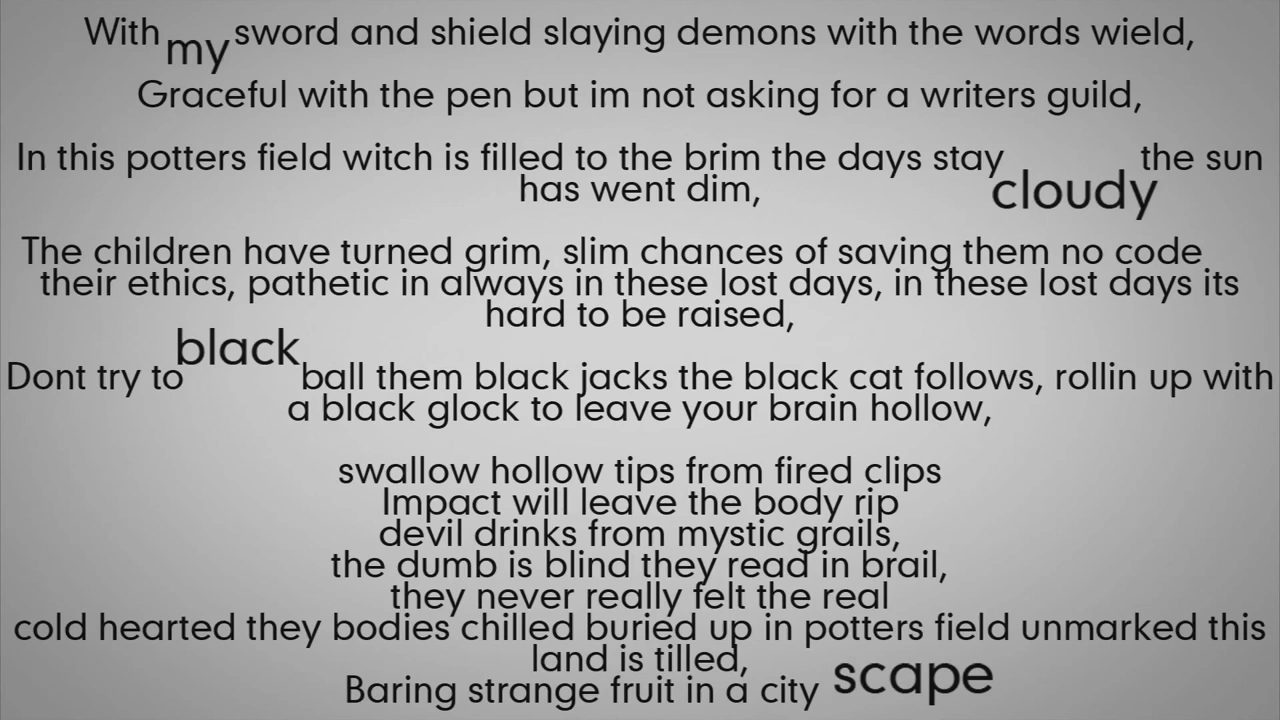 With my sword and shield slaying demons with the words wield,
Graceful with the pen but im not asking for a writers guild,
In this potters field witch is filled to the brim the days stay cloudy the sun
has went dim,
The children have turned grim, slim chances of saving them no code
their ethics, pathetic in always in these lost days, in these lost days its
hard to be raised,
Dont try to black ball them black jacks the black cat follows, rollin up with
a black glock to leave your brain hollow,
swallow hollow tips from fired clips
Impact will leave the body rip
devil drinks from mystic grails,
the dumb is blind they read in brail,
they never really felt the real
cold hearted they bodies chilled buried up in potters field unmarked this
land is tilled,
Baring strange fruit in a city scape